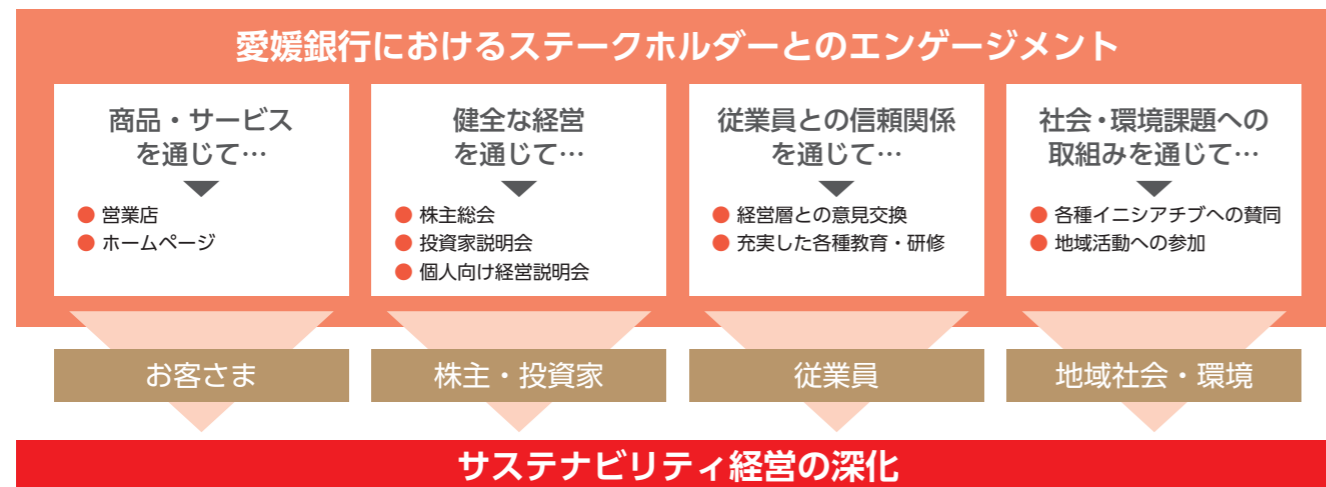 愛媛銀行におけるステークホルダーとのエンゲージメント
商品・サービス
を通じて…
● 営業店
● ホームページ
健全な経営
を通じて…
● 株主総会
● 投資家説明会
● 個人向け経営説明会
従業員との信頼関係
を通じて…
● 経営層との意見交換
● 充実した各種教育・研修
社会・環境課題への
取組みを通じて…
● 各種イニシアチブへの賛同
● 地域活動への参加
お客さま
株主・投資家
従業員
地域社会・環境
サステナビリティ経営の深化